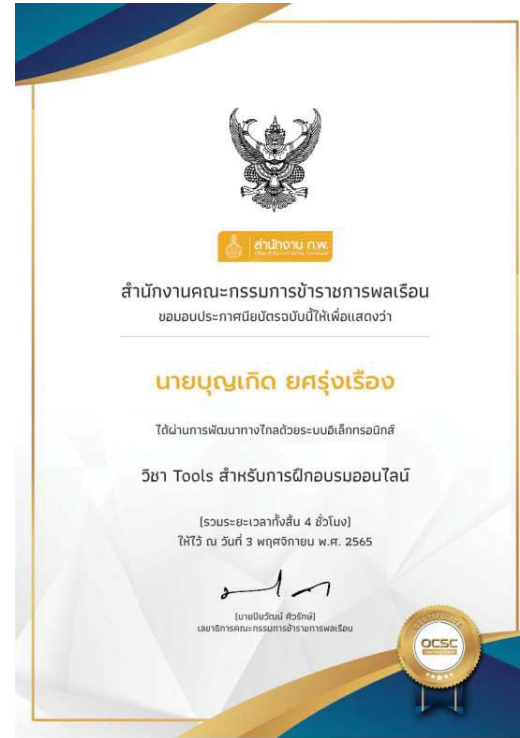 สำนักงาน ก.พ.
สำนักงานคณะกรรมการข้าราชการพลเรือน
ขอมอบประกาศนียบัตรฉบับนี้ให้เพื่อแสดงว่า
นายบุญเกิด ยศรุ่งเรือง
ได้ผ่านการพัฒนาทางไกลด้วยระบบอิเล็กทรอนิกส์
วิชา Tools สำหรับการฝึกอบรมออนไลน์
(รวมระยะเวลาทั้งสิ้น 4 ชั่วโมง)
ให้ไว้ ณ วันที่ 3 พฤศจิกายน พ.ศ. 2565
(นายปิยวัฒน์ ศิวรักษ์)
เลขาธิการคณะกรรมการข้าราชการพลเรือน
OCSC